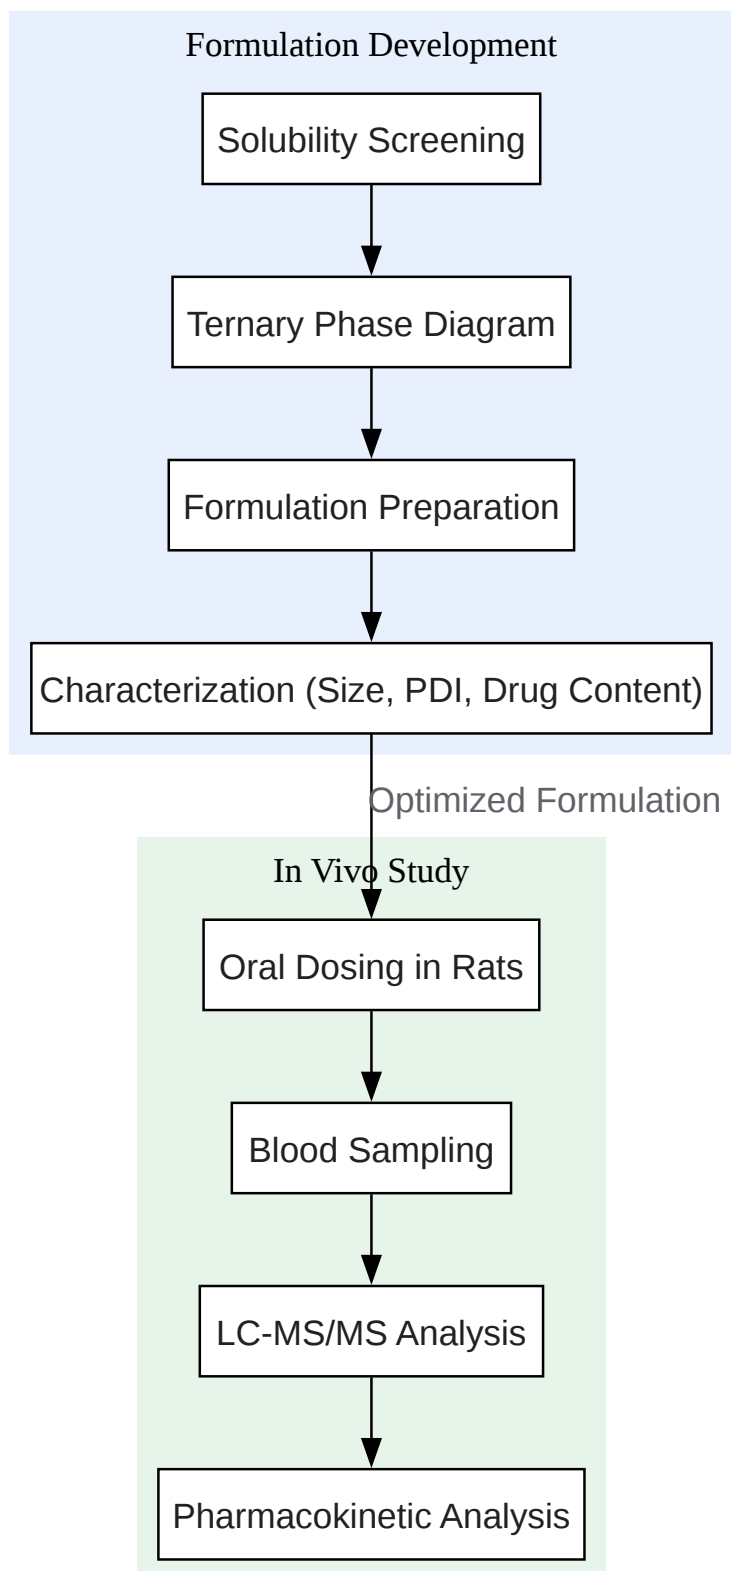 Formulation Development
Solubility Screening
Ternary Phase Diagram
Formulation Preparation
Characterization (Size, PDI, Drug Content)
Optimized Formulation
In Vivo Study
Oral Dosing in Rats
Blood Sampling
LC-MS/MS Analysis
Pharmacokinetic Analysis